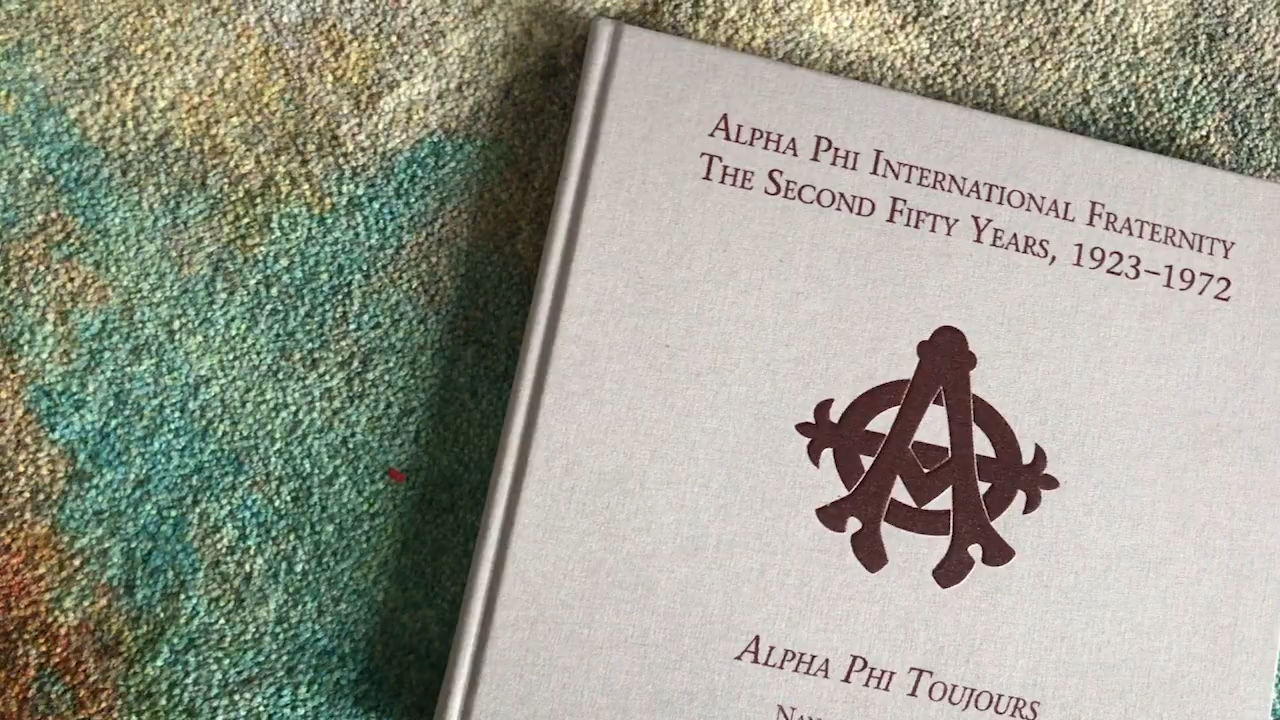 Alpha Phi International Fraternity
The Second Fifty Years, 1923–1972
Alpha Phi Toujours